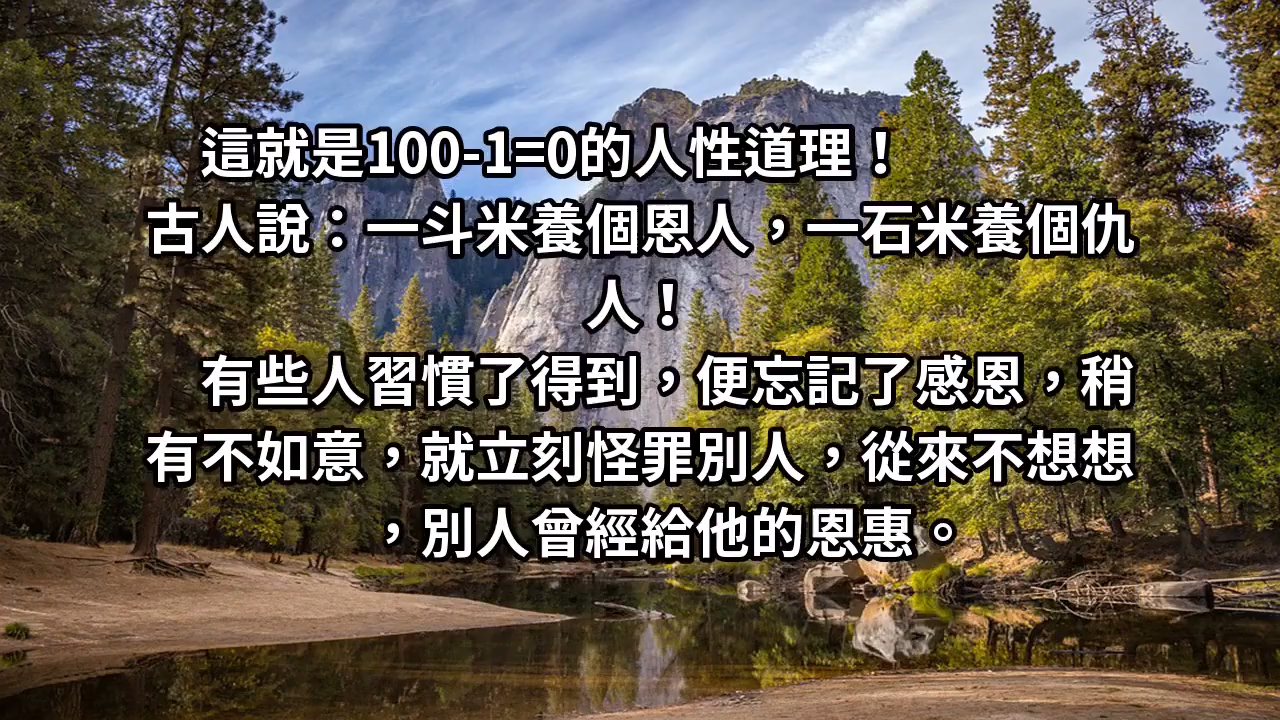 這就是100-1=0的人性道理！
古人說：一斗米養個恩人，一石米養個仇
人！
有些人習慣了得到，便忘記了感恩，稍
有不如意，就立刻怪罪別人，從來不想想
，別人曾經給他的恩惠。